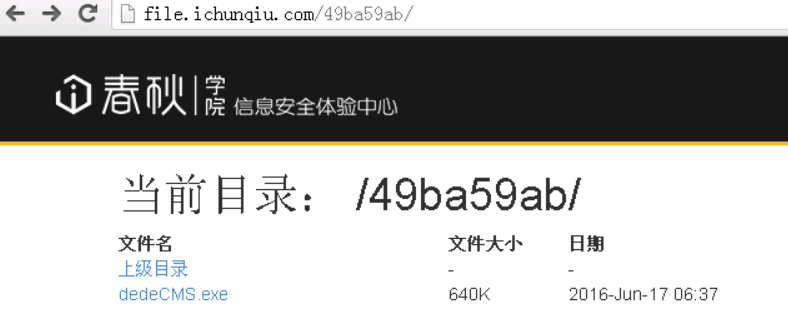 file.ichunqiu.com/49ba59ab/
春秋 学院 信息安全体验中心
当前目录： /49ba59ab/
文件名 文件大小 日期
上级目录 - -
dedeCMS.exe 640K 2016-Jun-17 06:37